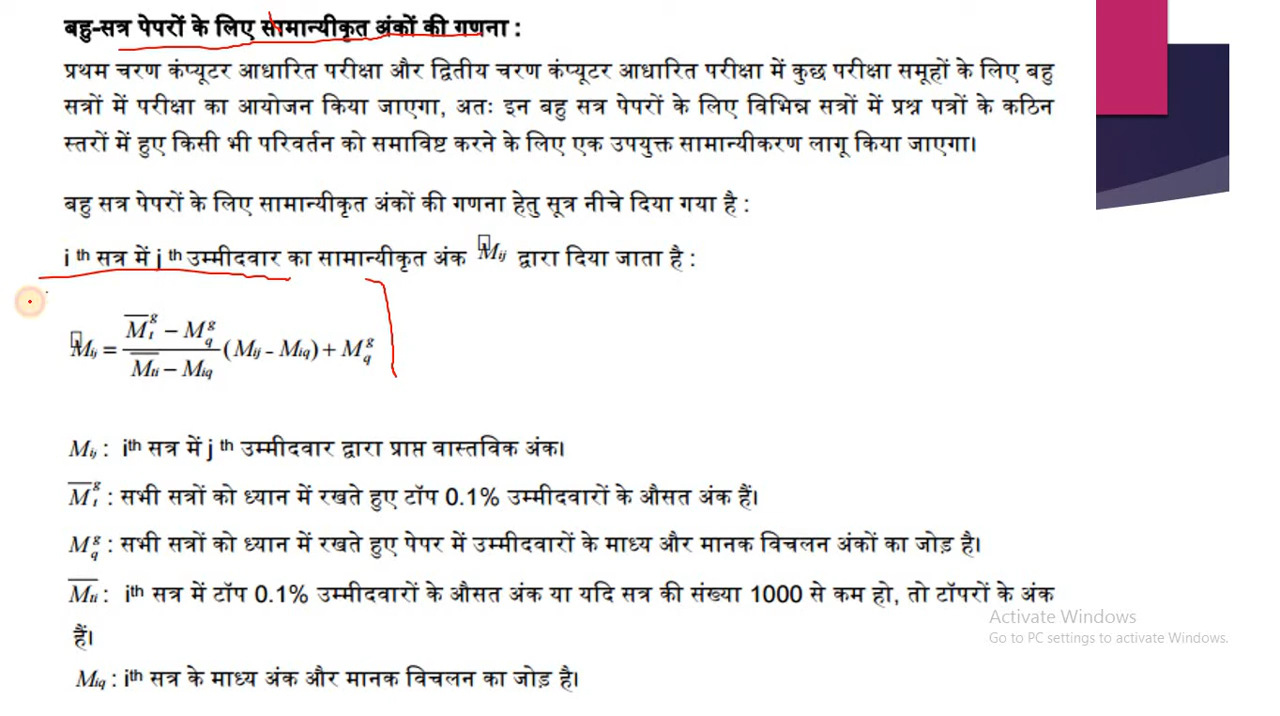 बहु-सत्र पेपरों के लिए सामान्यीकृत अंकों की गणना :
प्रथम चरण कंप्यूटर आधारित परीक्षा और द्वितीय चरण कंप्यूटर आधारित परीक्षा में कुछ परीक्षा समूहों के लिए बहु
सत्रों में परीक्षा का आयोजन किया जाएगा, अतः इन बहु सत्र पेपरों के लिए विभिन्न सत्रों में प्रश्न पत्रों के कठिन
स्तरों में हुए किसी भी परिवर्तन को समाविष्ट करने के लिए एक उपयुक्त सामान्यीकरण लागू किया जाएगा।
बहु सत्र पेपरों के लिए सामान्यीकृत अंकों की गणना हेतु सूत्र नीचे दिया गया है :
i th सत्र में j th उम्मीदवार का सामान्यीकृत अंक M̂ij द्वारा दिया जाता है :
M̂ij = (M̅tᵍ – Mqᵍ) / (M̅ti – Miq) (Mij – Miq) + Mqᵍ
Mij : ith सत्र में j th उम्मीदवार द्वारा प्राप्त वास्तविक अंक।
M̅tᵍ : सभी सत्रों को ध्यान में रखते हुए टॉप 0.1% उम्मीदवारों के औसत अंक हैं।
Mqᵍ : सभी सत्रों को ध्यान में रखते हुए पेपर में उम्मीदवारों के माध्य और मानक विचलन अंकों का जोड़ है।
M̅ti : ith सत्र में टॉप 0.1% उम्मीदवारों के औसत अंक या यदि सत्र की संख्या 1000 से कम हो, तो टॉपरों के अंक
हैं।
Miq : ith सत्र के माध्य अंक और मानक विचलन का जोड़ है।
Activate Windows
Go to PC settings to activate Windows.